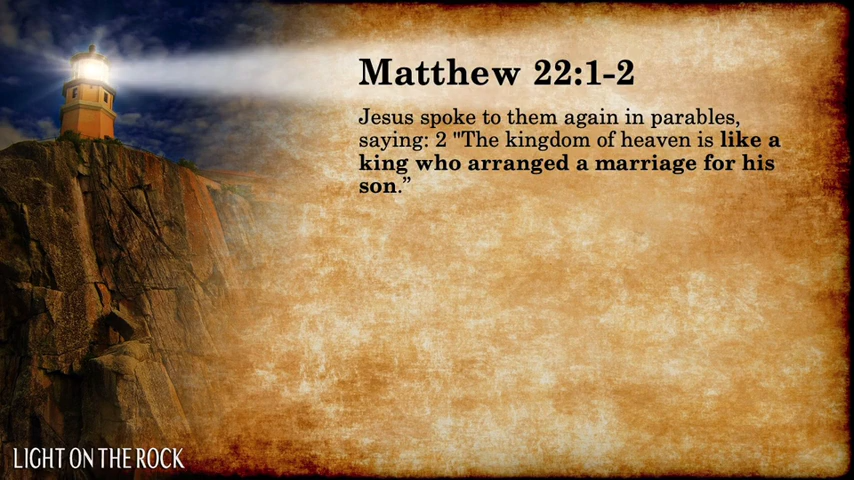 Matthew 22:1-2
Jesus spoke to them again in parables,
saying: 2 "The kingdom of heaven is like a
king who arranged a marriage for his
son.”
LIGHT ON THE ROCK